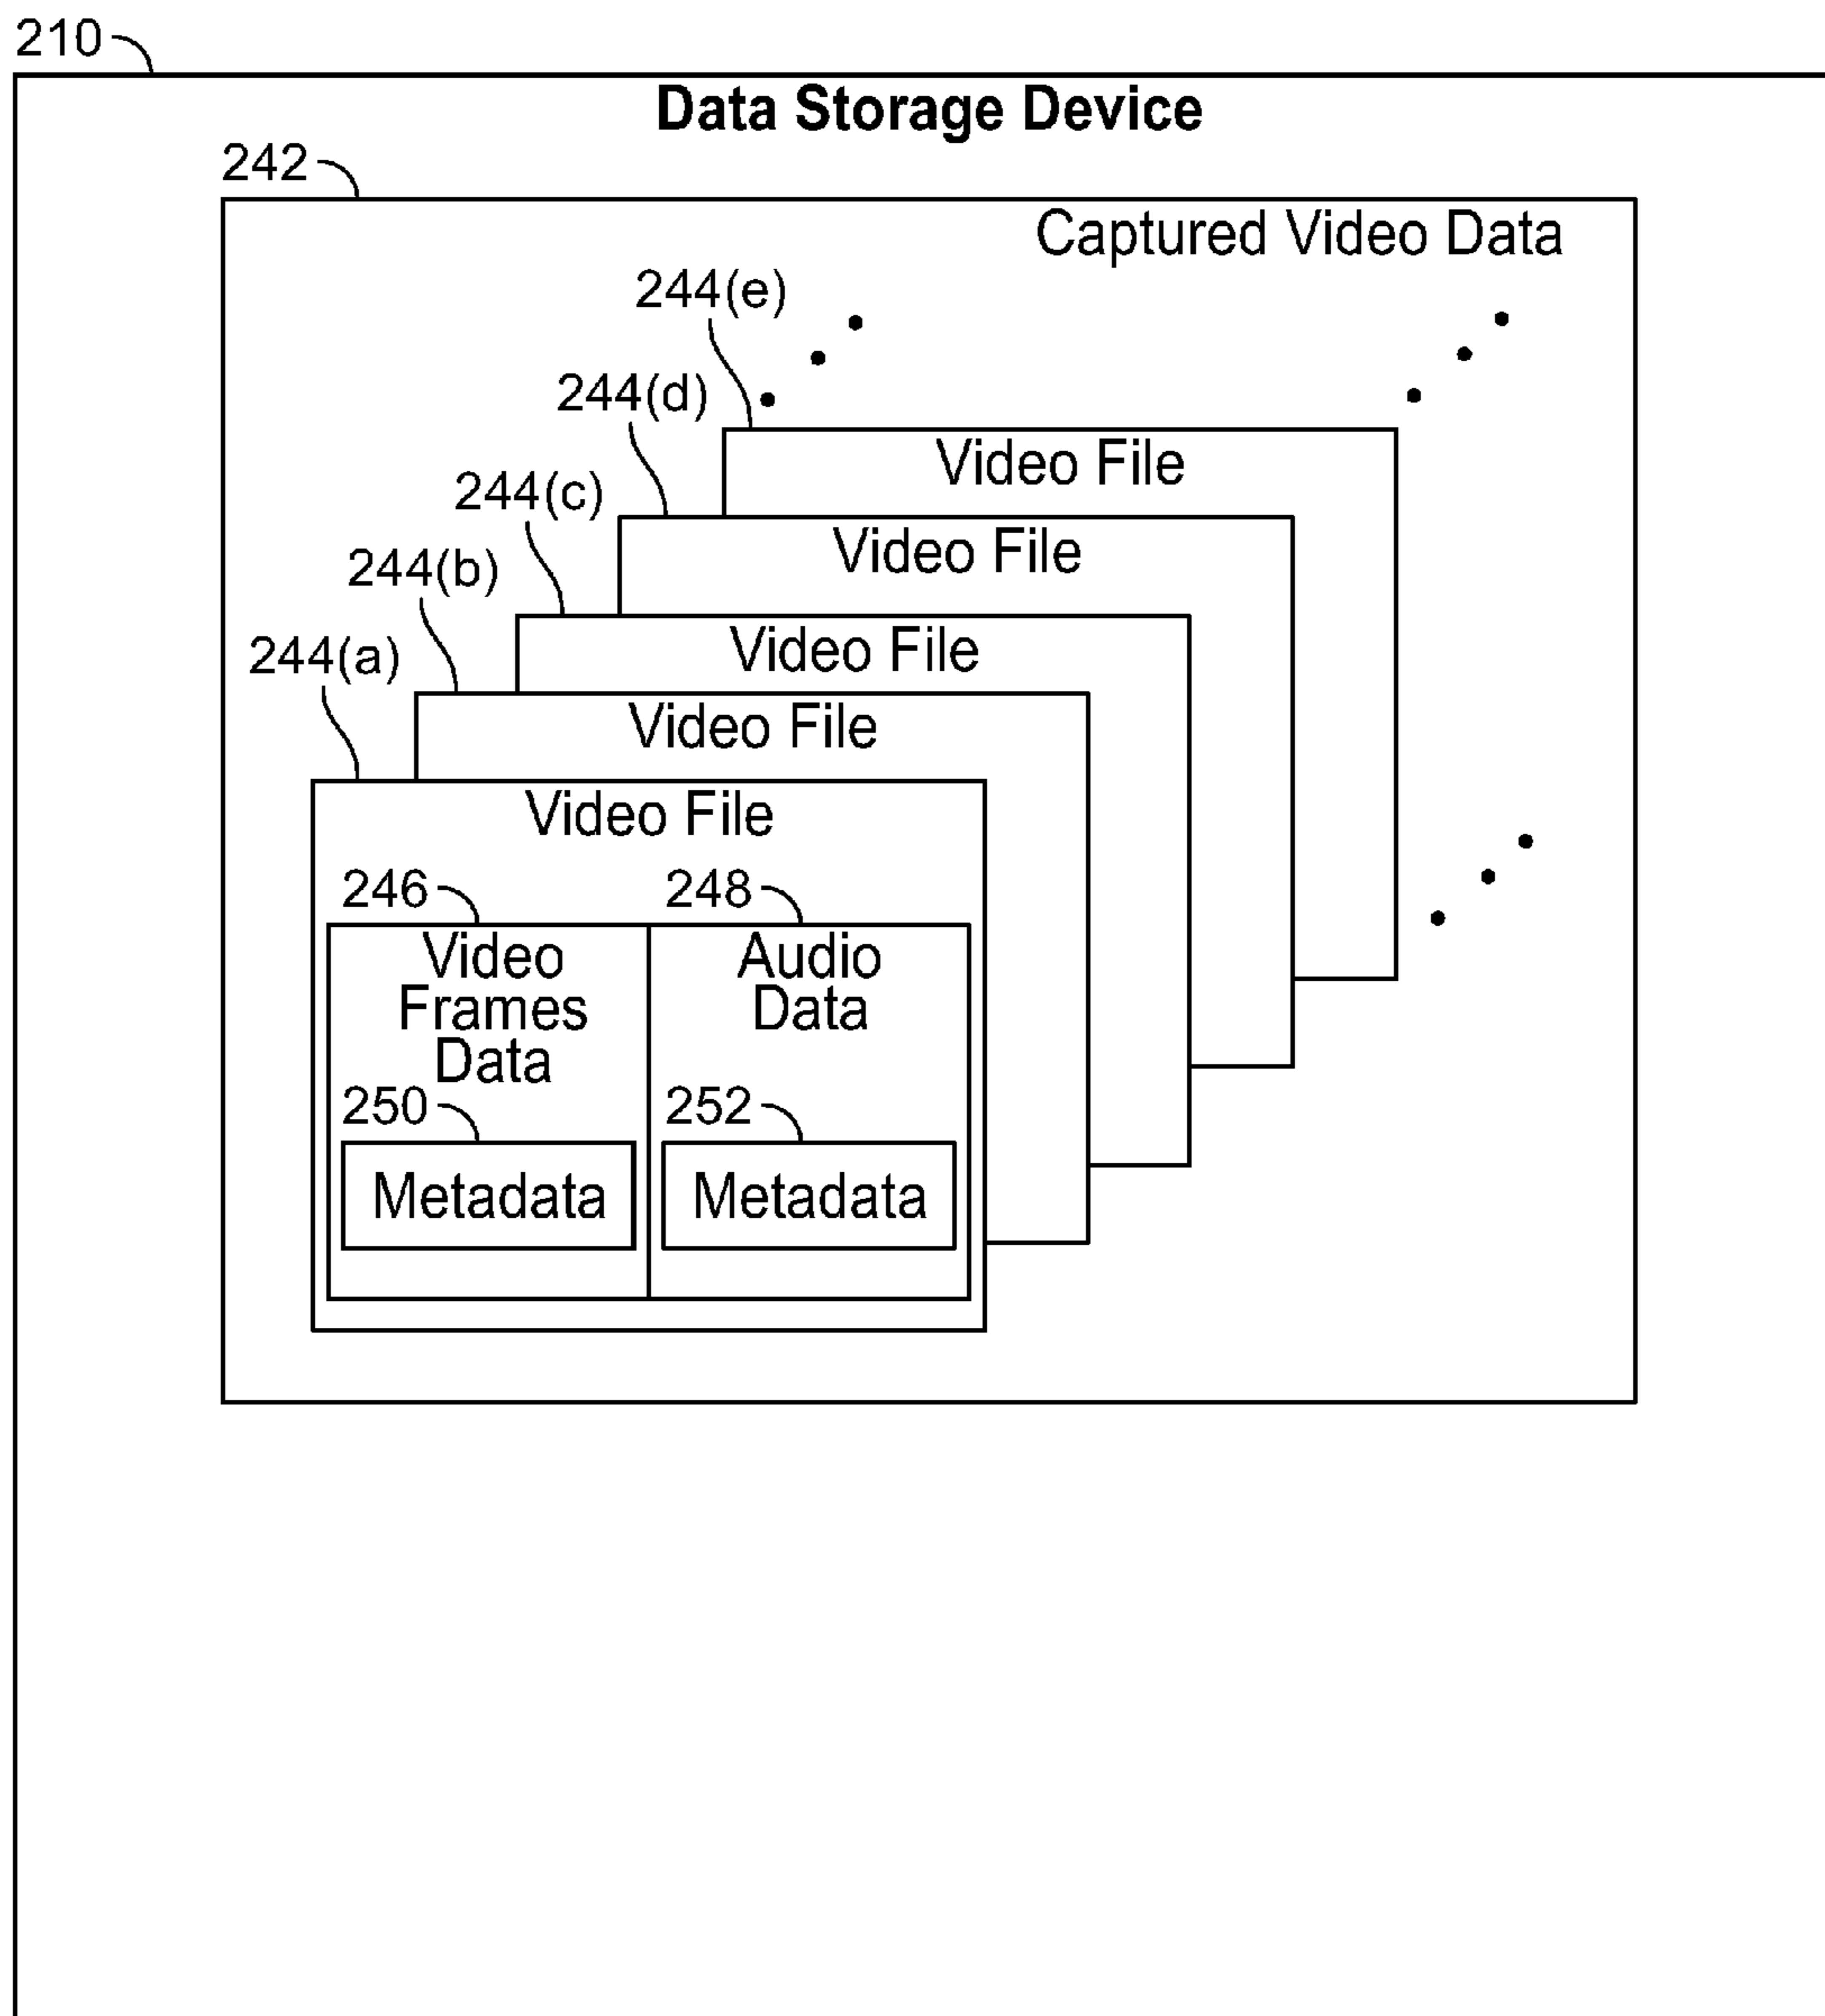 210
Data Storage Device
242
Captured Video Data
244(e)
244(d)
Video File
244(c)
Video File
244(b)
Video File
244(a)
Video File
Video File
246
248
Video
Frames
Data
Audio
Data
250
252
Metadata
Metadata